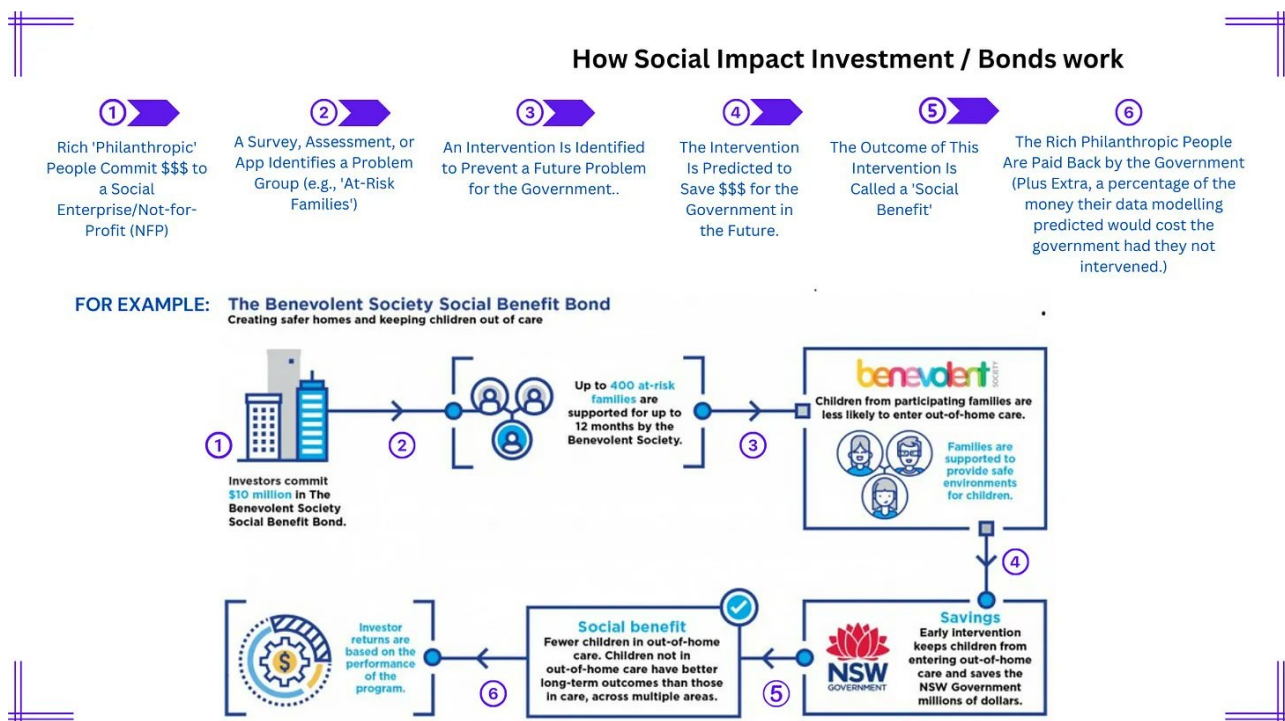 How Social Impact Investment / Bonds work
1
Rich 'Philanthropic'
People Commit $$$ to
a Social
Enterprise/Not-for-
Profit (NFP)
2
A Survey, Assessment, or
App Identifies a Problem
Group (e.g., 'At-Risk
Families')
3
An Intervention Is Identified
to Prevent a Future Problem
for the Government..
4
The Intervention
Is Predicted to
Save $$$ for the
Government in
the Future.
5
The Outcome of This
Intervention Is
Called a 'Social
Benefit'
6
The Rich Philanthropic People
Are Paid Back by the Government
(Plus Extra, a percentage of the
money their data modelling
predicted would cost the
government had they not
intervened.)
FOR EXAMPLE:
The Benevolent Society Social Benefit Bond
Creating safer homes and keeping children out of care
1
Investors commit
$10 million in The
Benevolent Society
Social Benefit Bond.
2
Up to 400 at-risk
families are
supported for up to
12 months by the
Benevolent Society.
3
benevolent
SOCIETY
Children from participating families are
less likely to enter out-of-home care.
Families are
supported to
provide safe
environments
for children.
4
Savings
Early intervention
keeps children from
entering out-of-home
care and saves the
NSW Government
millions of dollars.
NSW
GOVERNMENT
5
Social benefit
Fewer children in out-of-home
care. Children not in
out-of-home care have better
long-term outcomes than those
in care, across multiple areas.
6
Investor
returns are
based on the
performance
of the
program.
$